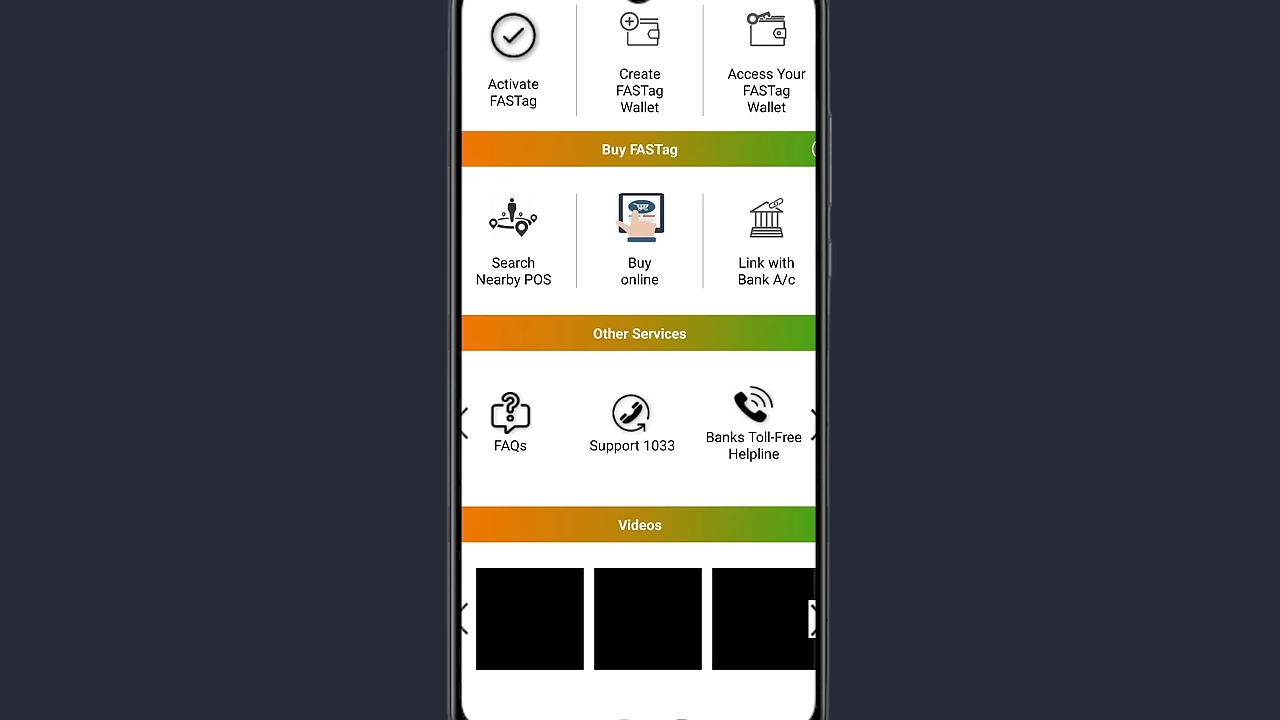 Activate
FASTag
Create
FASTag
Wallet
Access Your
FASTag
Wallet
Buy FASTag
Search
Nearby POS
Buy
online
Link with
Bank A/c
Other Services
FAQs
Support 1033
Banks Toll-Free
Helpline
Videos